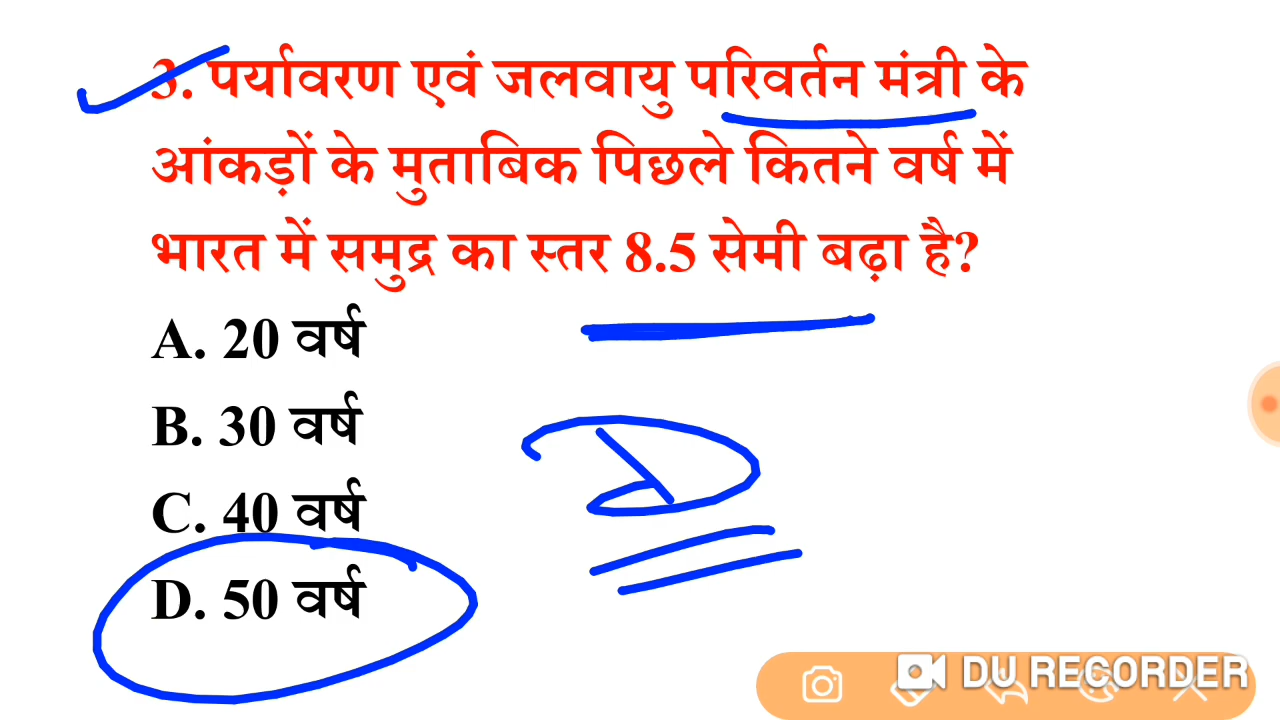 3. पर्यावरण एवं जलवायु परिवर्तन मंत्री के
आंकड़ों के मुताबिक पिछले कितने वर्ष में
भारत में समुद्र का स्तर 8.5 सेमी बढ़ा है?
A. 20 वर्ष
B. 30 वर्ष
C. 40 वर्ष
D. 50 वर्ष
D
DU RECORDER